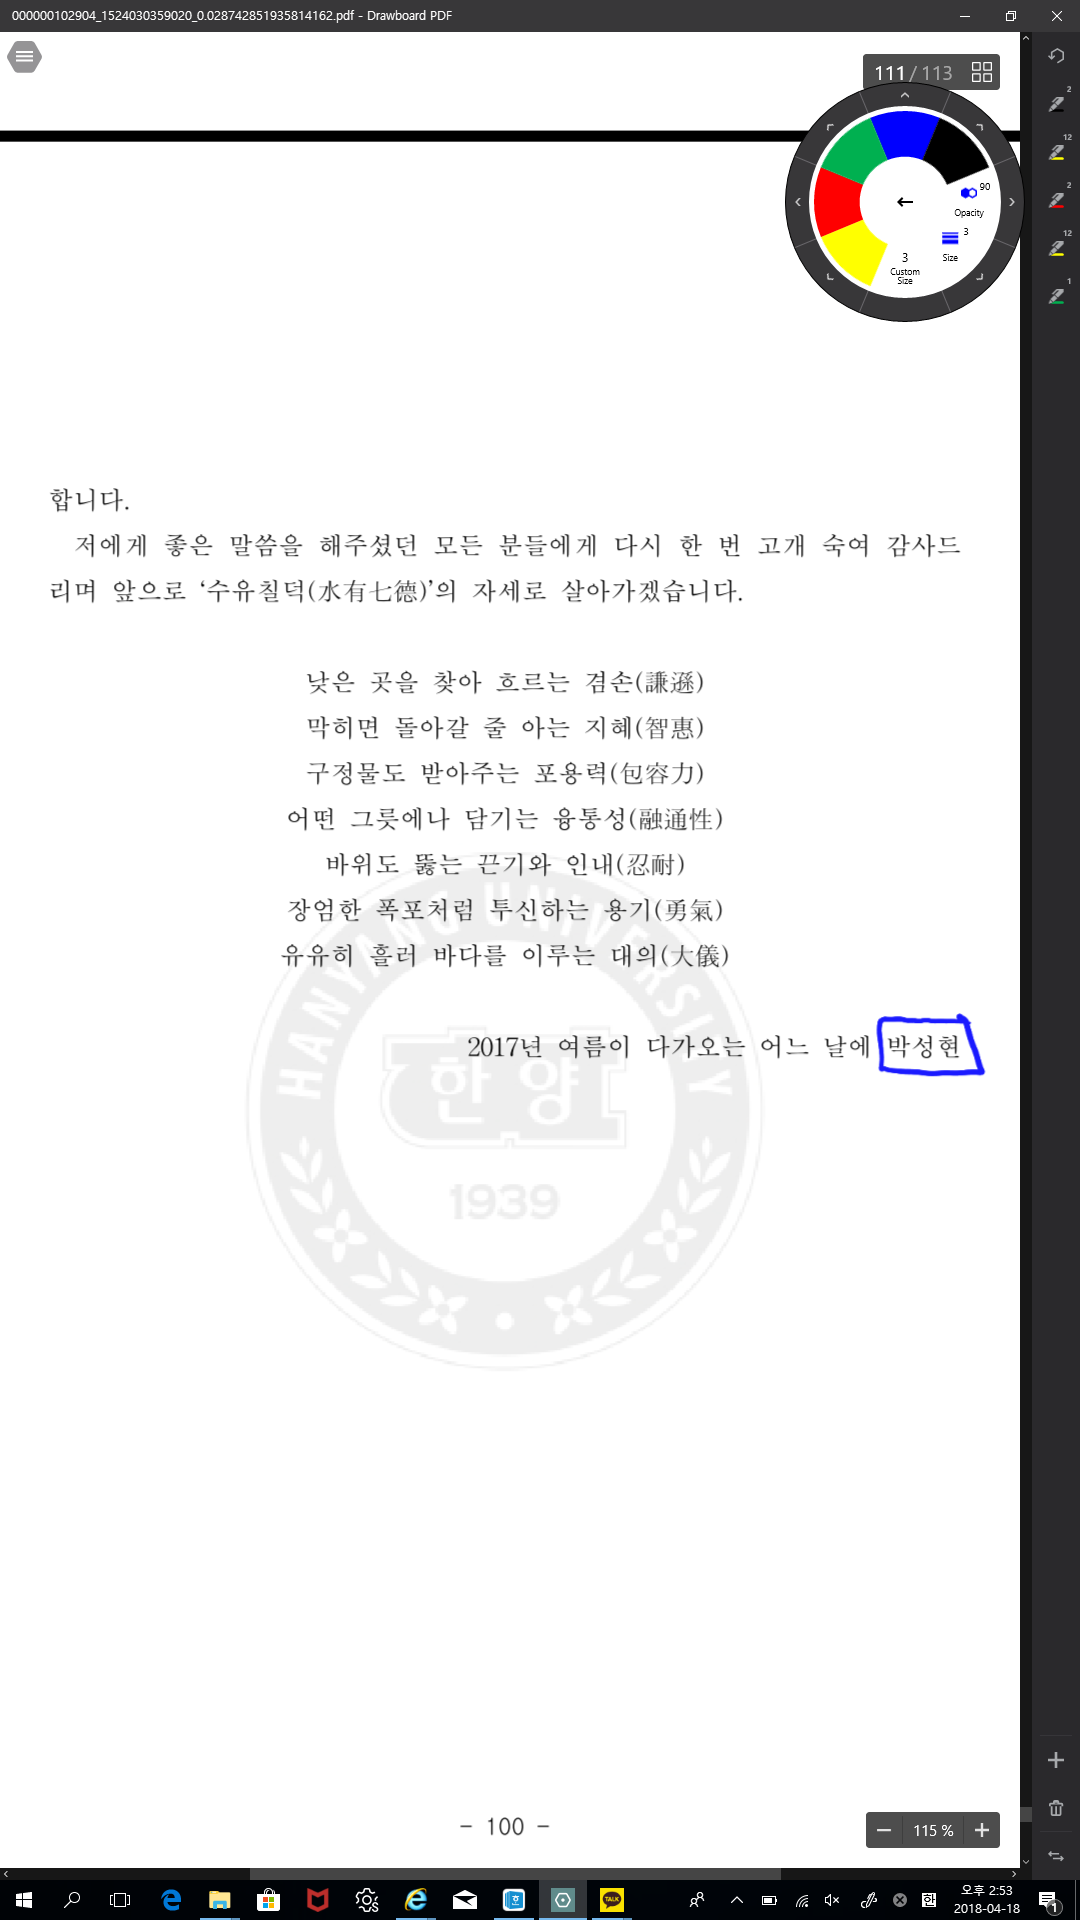 000000102904_1524030359020_0.028742851935814162.pdf - Drawboard PDF
111 / 113
90
Opacity
3
Size
3
Custom
Size
2
12
2
12
1
합니다.
저에게 좋은 말씀을 해주셨던 모든 분들에게 다시 한 번 고개 숙여 감사드
리며 앞으로 ‘수유칠덕(水有七德)’의 자세로 살아가겠습니다.
낮은 곳을 찾아 흐르는 겸손(謙遜)
막히면 돌아갈 줄 아는 지혜(智惠)
구정물도 받아주는 포용력(包容力)
어떤 그릇에나 담기는 융통성(融通性)
바위도 뚫는 끈기와 인내(忍耐)
장엄한 폭포처럼 투신하는 용기(勇氣)
유유히 흘러 바다를 이루는 대의(大儀)
2017년 여름이 다가오는 어느 날에 박성현
HANYANG UNIVERSITY
한양
1939
- 100 -
115 %
TALK
한
오후 2:53
2018-04-18
1